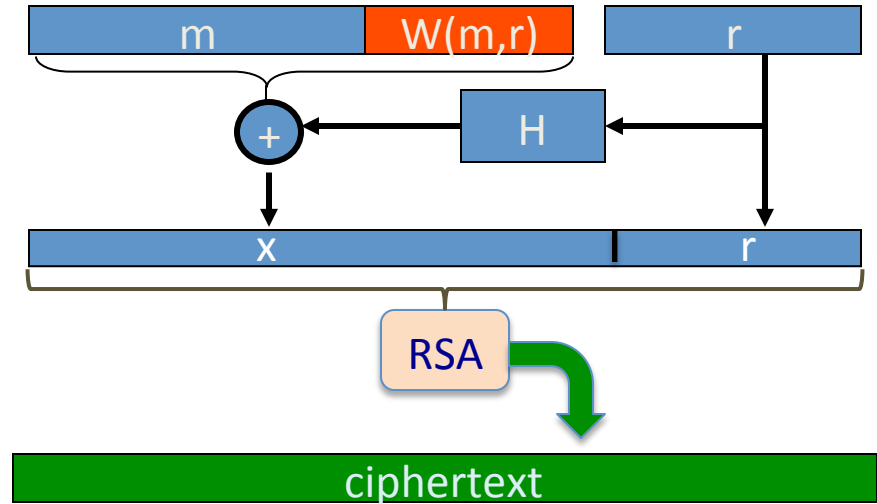 m W(m,r) r
+ H
x r
RSA
ciphertext